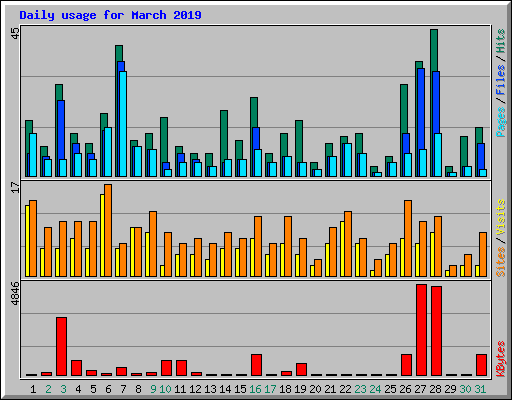 Daily usage for March 2019
45
Pages/Files/Hits
17
Sites/Visits
4846
KBytes
1 2 3 4 5 6 7 8 9 10 11 12 13 14 15 16 17 18 19 20 21 22 23 24 25 26 27 28 29 30 31